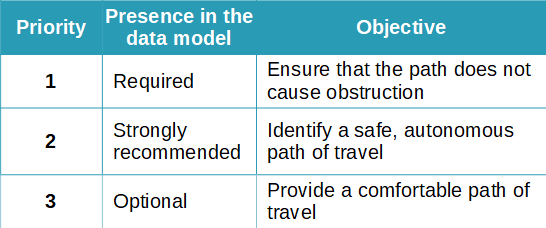 Priority
Presence in the
data model
Objective
1
Required
Ensure that the path does not
cause obstruction
2
Strongly
recommended
Identify a safe, autonomous
path of travel
3
Optional
Provide a comfortable path of
travel